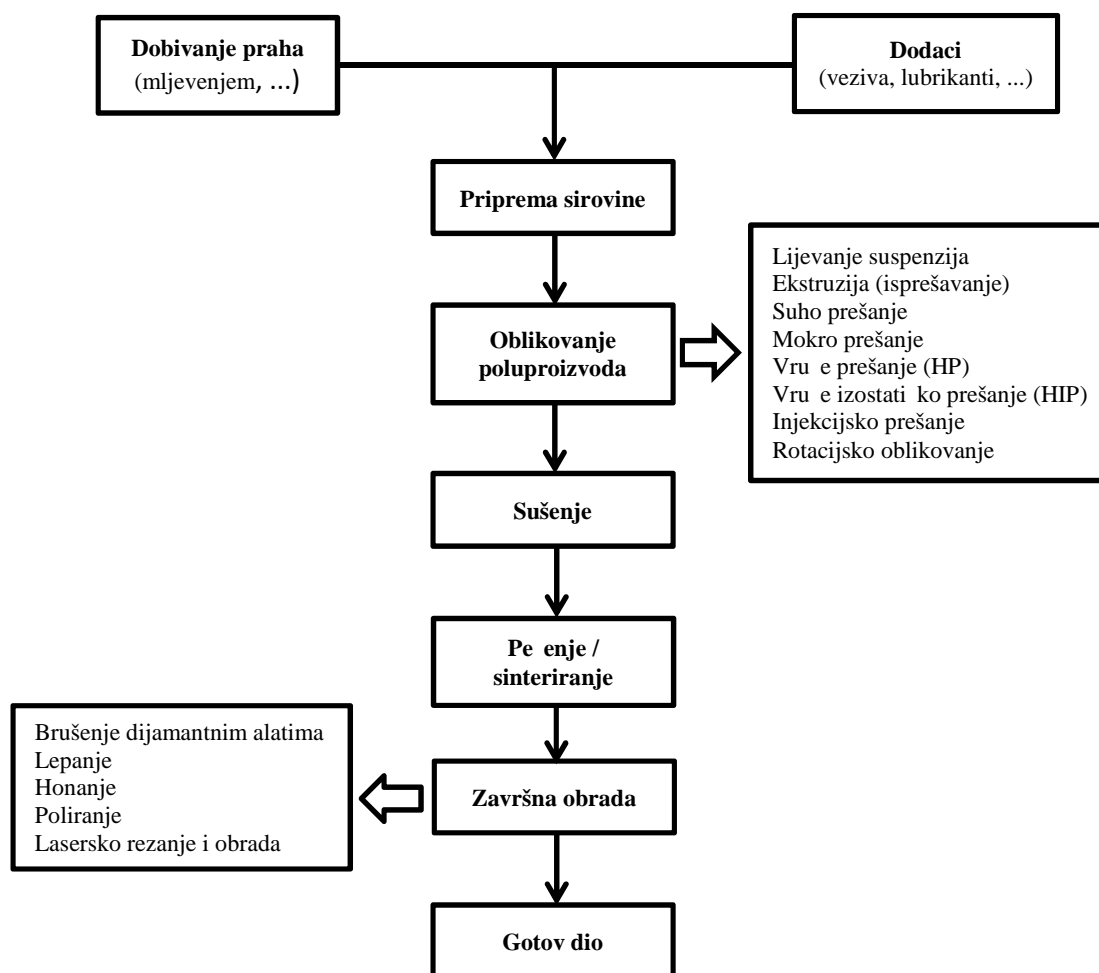 Dobivanje praha
(mljevenjem, ...)
Dodaci
(veziva, lubrikanti, ...)
Priprema sirovine
Oblikovanje
poluproizvoda
Lijevanje suspenzija
Ekstruzija (isprešavanje)
Suho prešanje
Mokro prešanje
Vru e prešanje (HP)
Vru e izostati ko prešanje (HIP)
Injekcijsko prešanje
Rotacijsko oblikovanje
Sušenje
Pe enje /
sinteriranje
Brušenje dijamantnim alatima
Lepanje
Honanje
Poliranje
Lasersko rezanje i obrada
Završna obrada
Gotov dio